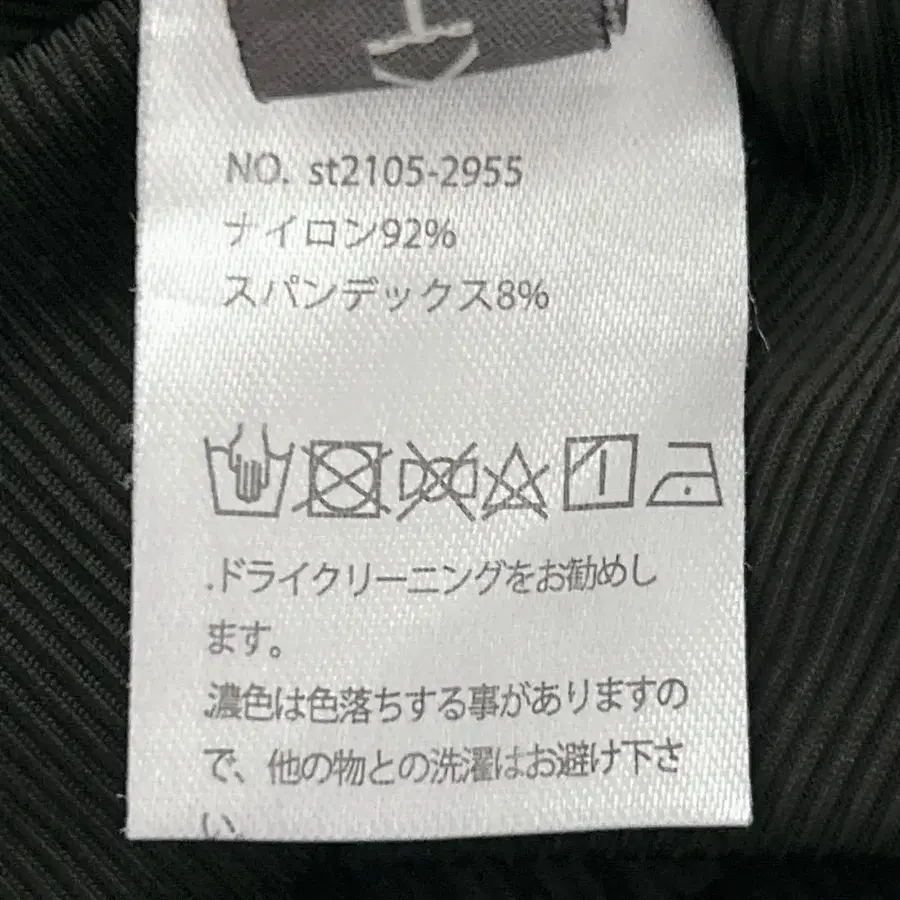 NO. st2105-2955
ナイロン92%
スパンデックス8%
.ドライクリーニングをお勧めし
ます。
.濃色は色落ちする事がありますの
で、他の物との洗濯はお避け下さ
い